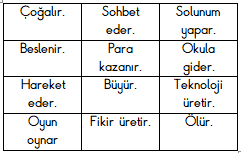 Çoğalır.
Sohbet eder.
Solunum yapar.
Beslenir.
Para kazanır.
Okula gider.
Hareket eder.
Büyür.
Teknoloji üretir.
Oyun oynar
Fikir üretir.
Ölür.